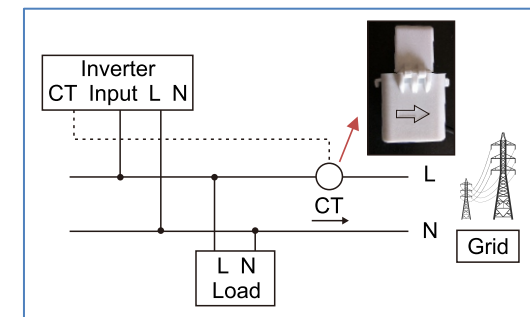 Inverter
CT Input L N
L
CT
N
Grid
L N
Load